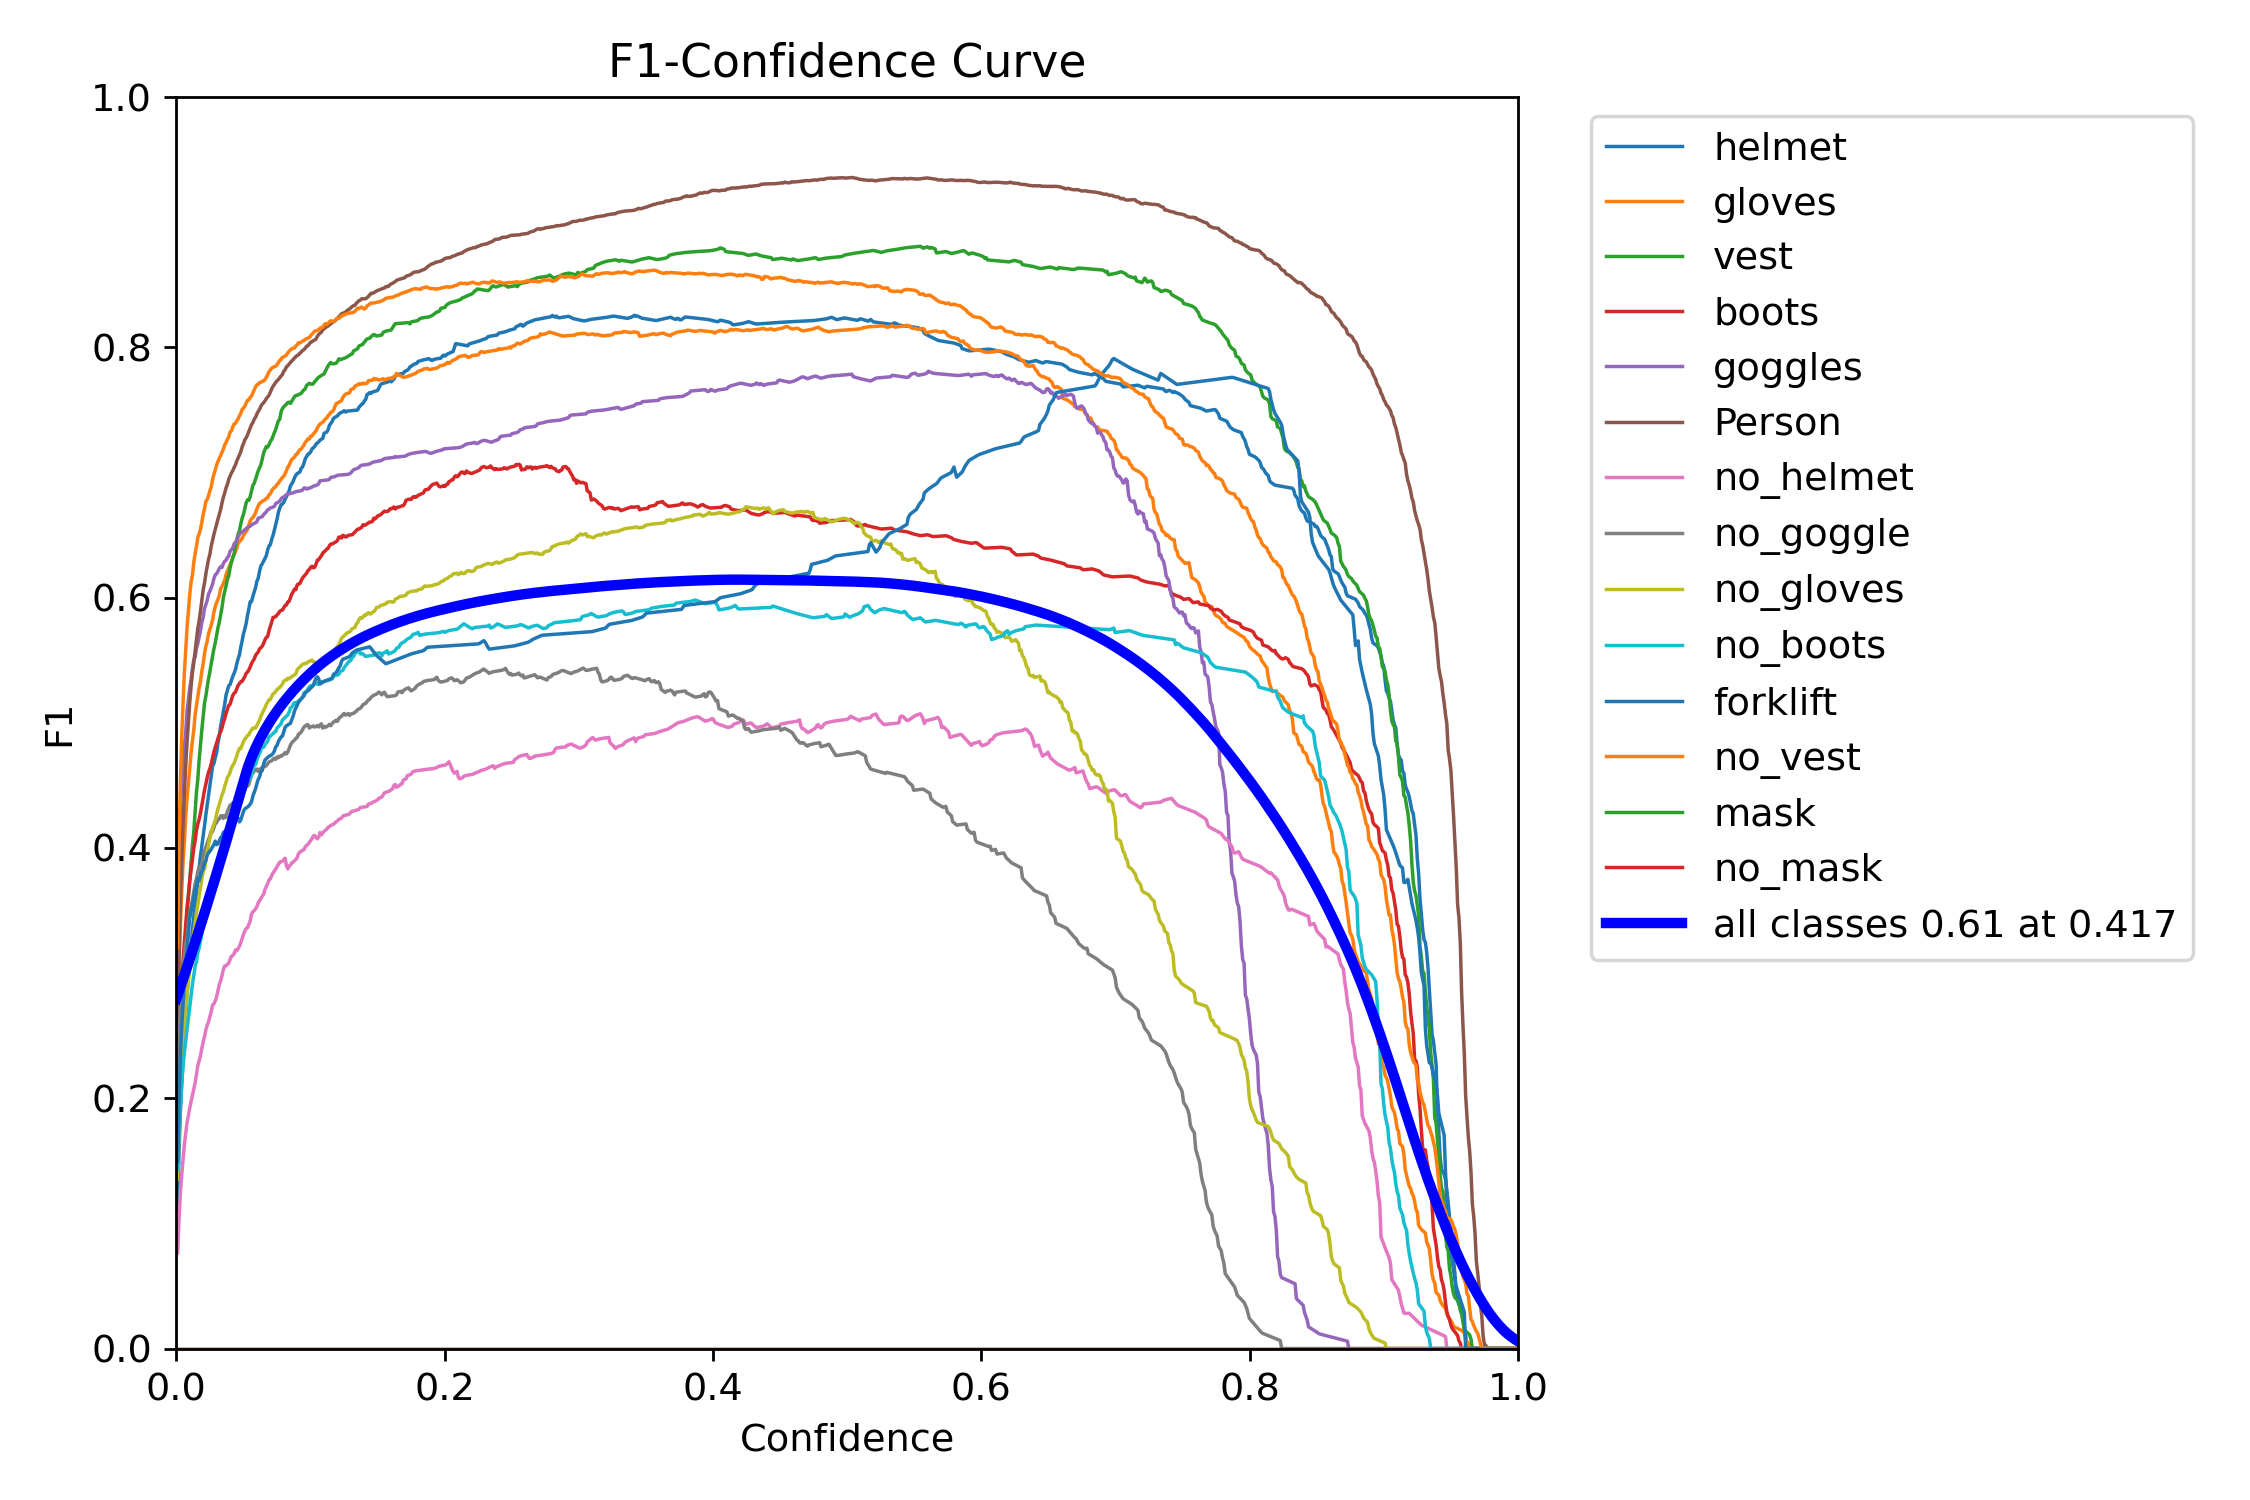 F1-Confidence Curve
1.0
0.8
0.6
0.4
0.2
0.0
F1
0.0 0.2 0.4 0.6 0.8 1.0
Confidence
helmet
gloves
vest
boots
goggles
Person
no_helmet
no_goggle
no_gloves
no_boots
forklift
no_vest
mask
no_mask
all classes 0.61 at 0.417